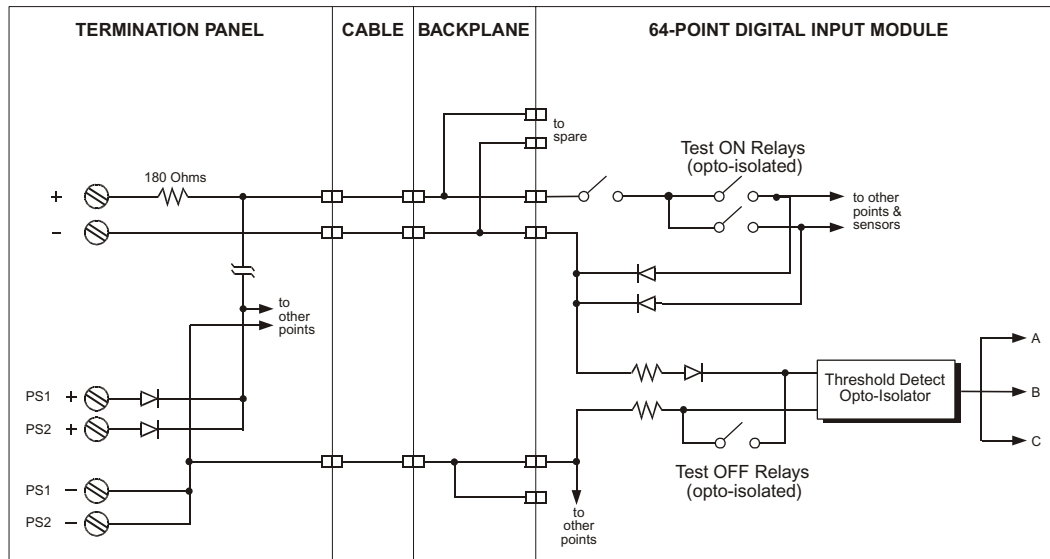 TERMINATION PANEL
CABLE
BACKPLANE
64-POINT DIGITAL INPUT MODULE
to
spare
Test ON Relays
(opto-isolated)
180 Ohms
+
−
to other
points &
sensors
to
other
points
PS1 +
PS2 +
Threshold Detect
Opto-Isolator
A
B
C
Test OFF Relays
(opto-isolated)
PS1 −
PS2 −
to
other
points